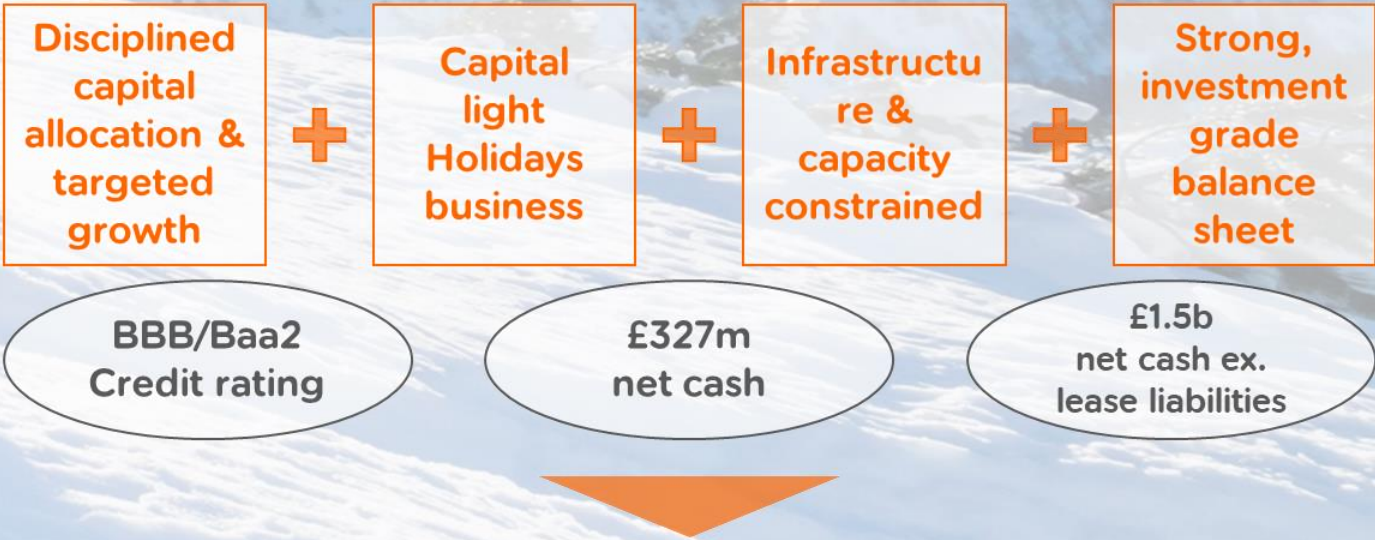 Disciplined
capital
allocation &
targeted
growth
Capital
light
Holidays
business
Infrastructu
re &
capacity
constrained
Strong,
investment
grade
balance
sheet
BBB/Baa2
Credit rating
£327m
net cash
£1.5b
net cash ex.
lease liabilities